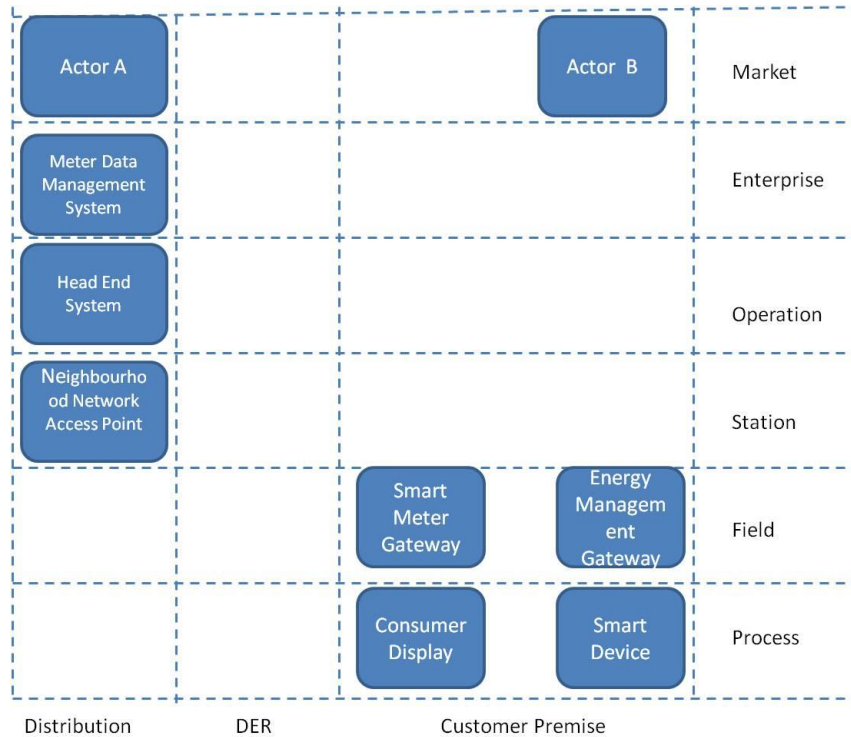 Actor A
Actor B
Market
Meter Data
Management
System
Enterprise
Head End
System
Operation
Neighbourho
od Network
Access Point
Station
Smart
Meter
Gateway
Energy
Managem
ent
Gateway
Field
Consumer
Display
Smart
Device
Process
Distribution
DER
Customer Premise